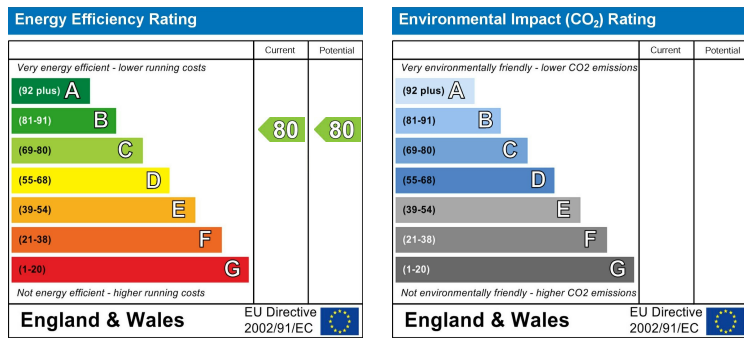 Energy Efficiency Rating
Current Potential
Very energy efficient - lower running costs
(92 plus) A
(81-91) B
80 80
(69-80) C
(55-68) D
(39-54) E
(21-38) F
(1-20) G
Not energy efficient - higher running costs
England & Wales
EU Directive
2002/91/EC
Environmental Impact (CO₂) Rating
Current Potential
Very environmentally friendly - lower CO2 emissions
(92 plus) A
(81-91) B
(69-80) C
(55-68) D
(39-54) E
(21-38) F
(1-20) G
Not environmentally friendly - higher CO2 emissions
England & Wales
EU Directive
2002/91/EC